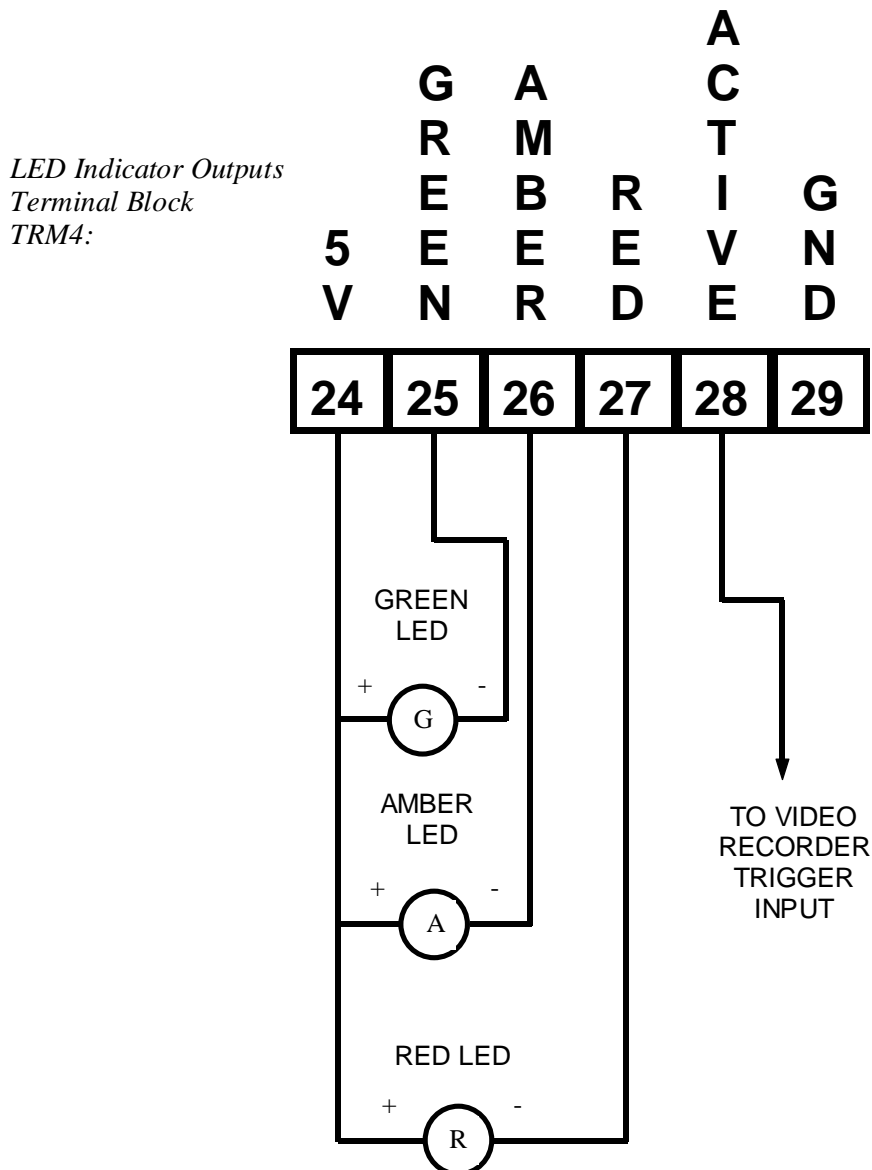 LED Indicator Outputs
Terminal Block
TRM4:
5V
GREEN
AMBER
RED
ACTIVE
GND
24 25 26 27 28 29
GREEN
LED
+ -
G
AMBER
LED
+ -
A
TO VIDEO
RECORDER
TRIGGER
INPUT
RED LED
+ -
R